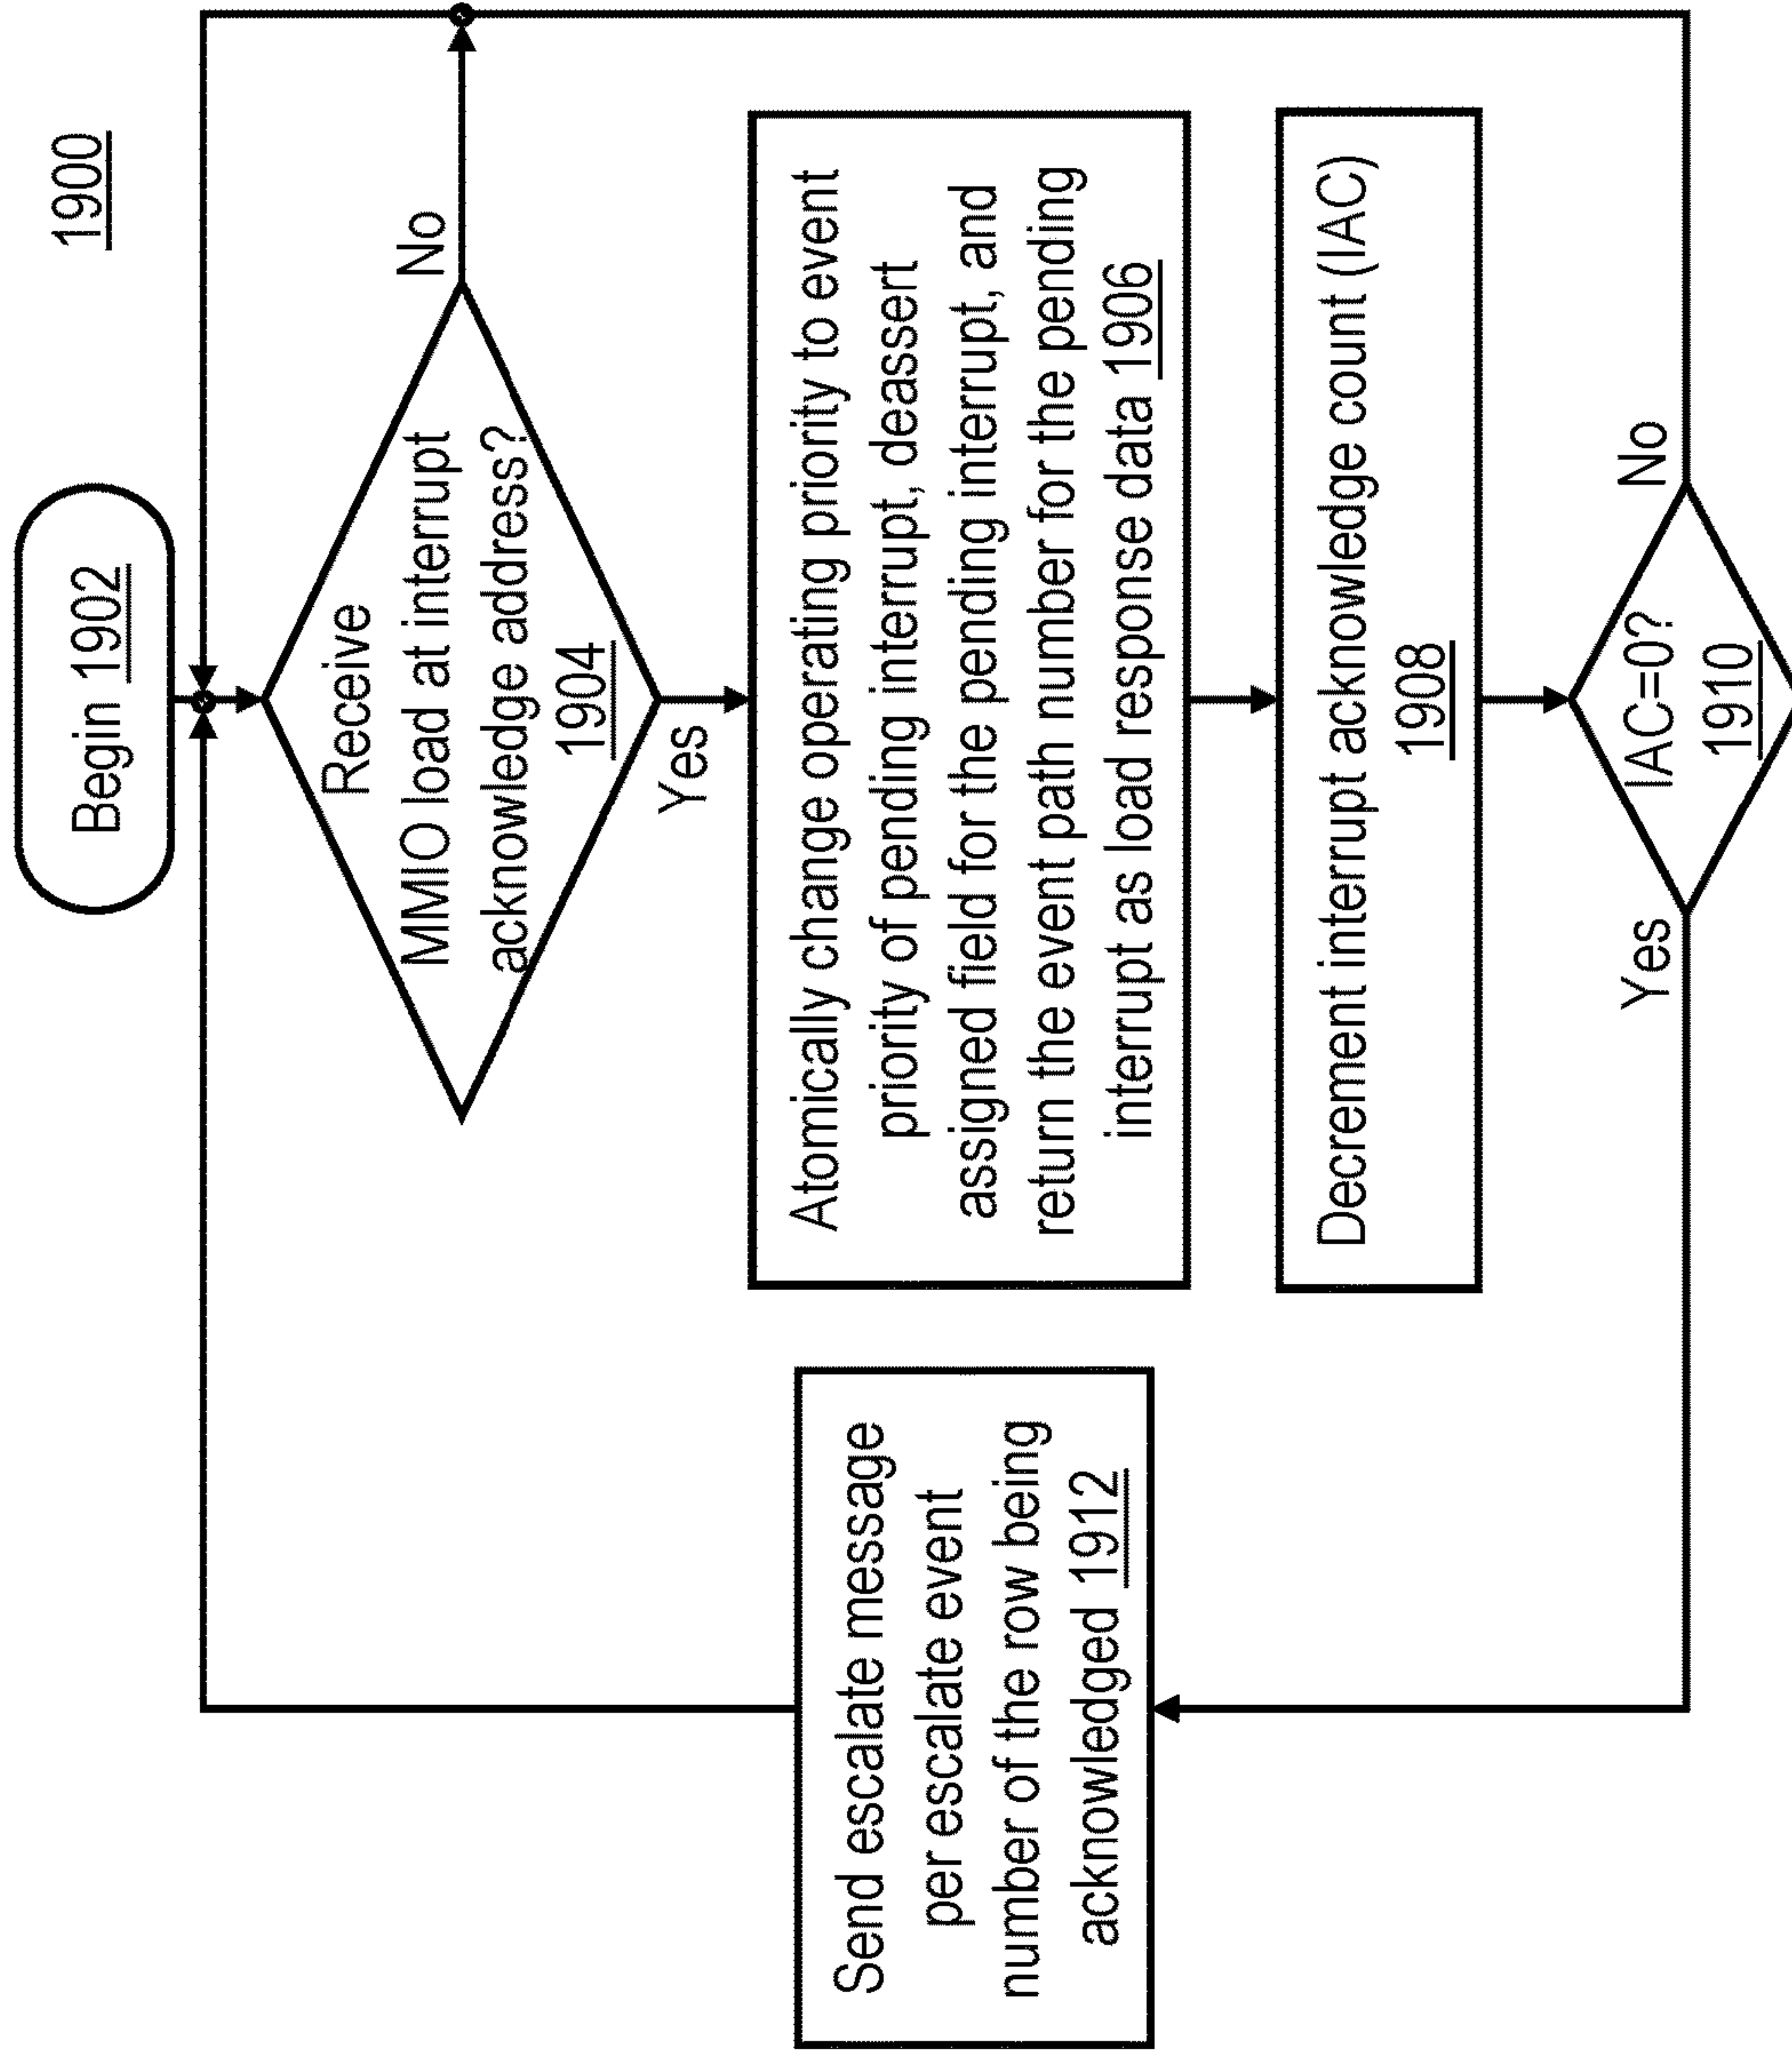 1900
Begin 1902
Receive
MMIO load at interrupt
acknowledge address?
1904
No
Yes
Atomically change operating priority to event
priority of pending interrupt, deassert
assigned field for the pending interrupt, and
return the event path number for the pending
interrupt as load response data 1906
Decrement interrupt acknowledge count (IAC)
1908
IAC=0?
1910
No
Yes
Send escalate message
per escalate event
number of the row being
acknowledged 1912